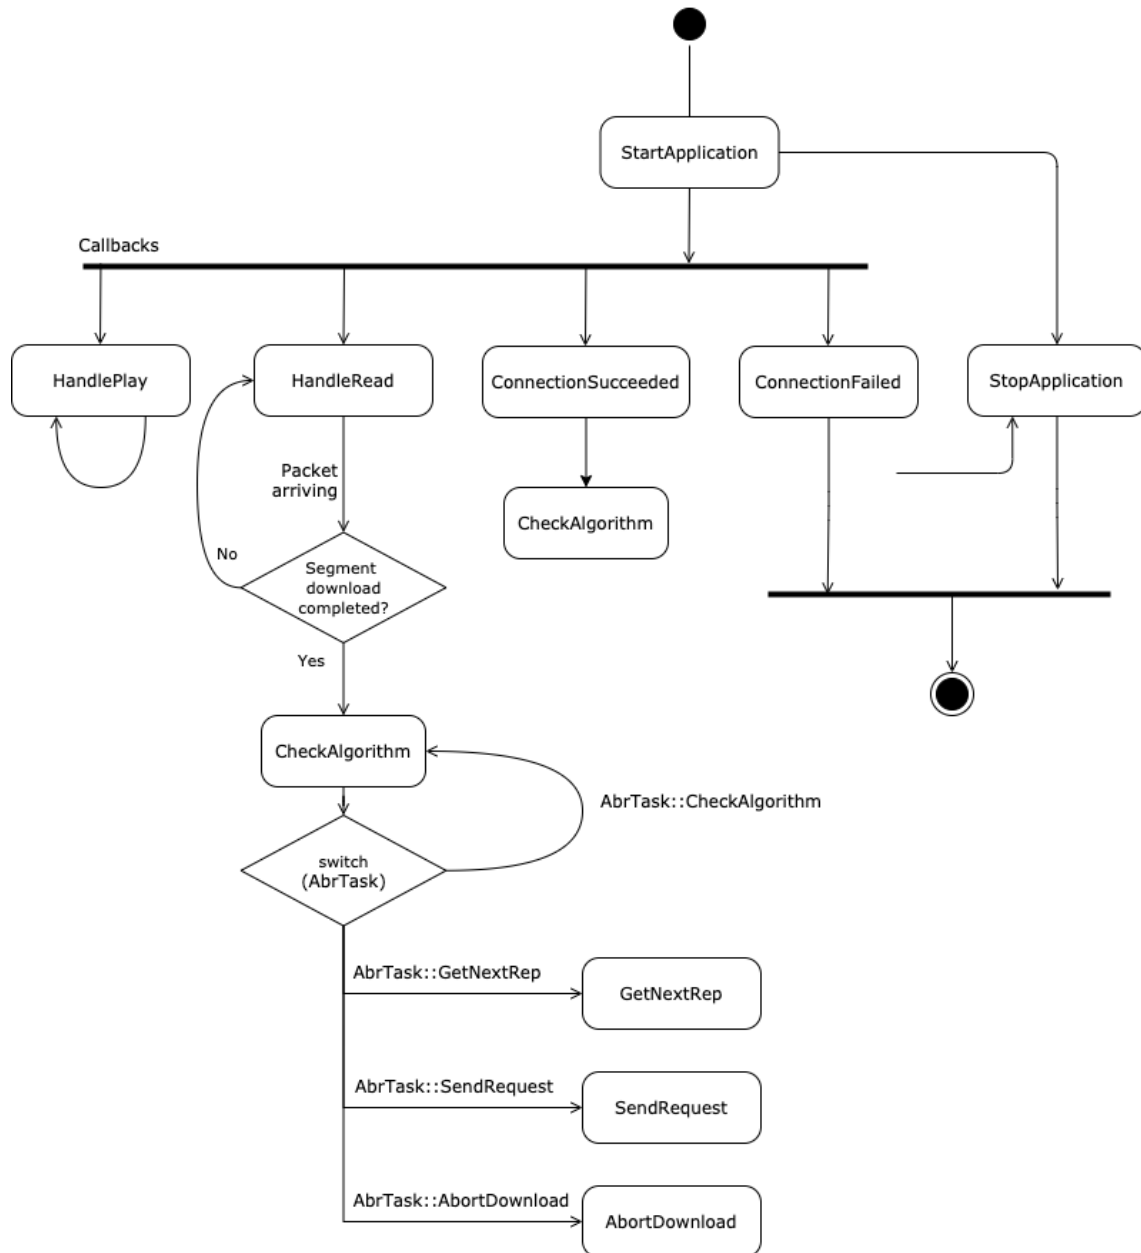 StartApplication
Callbacks
HandlePlay
HandleRead
ConnectionSucceeded
ConnectionFailed
StopApplication
Packet
arriving
CheckAlgorithm
No
Segment
download
completed?
Yes
CheckAlgorithm
AbrTask::CheckAlgorithm
switch
(AbrTask)
AbrTask::GetNextRep
GetNextRep
AbrTask::SendRequest
SendRequest
AbrTask::AbortDownload
AbortDownload